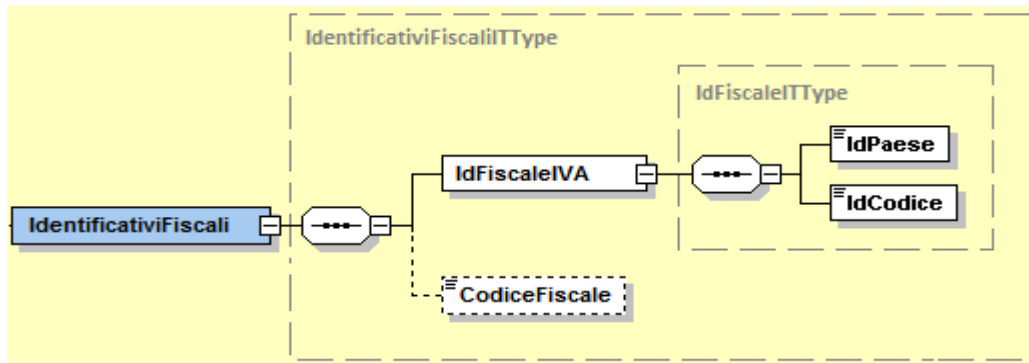 IdentificativiFiscaliITType
IdFiscaleITType
IdPaese
IdFiscaleIVA
IdCodice
IdentificativiFiscali
CodiceFiscale